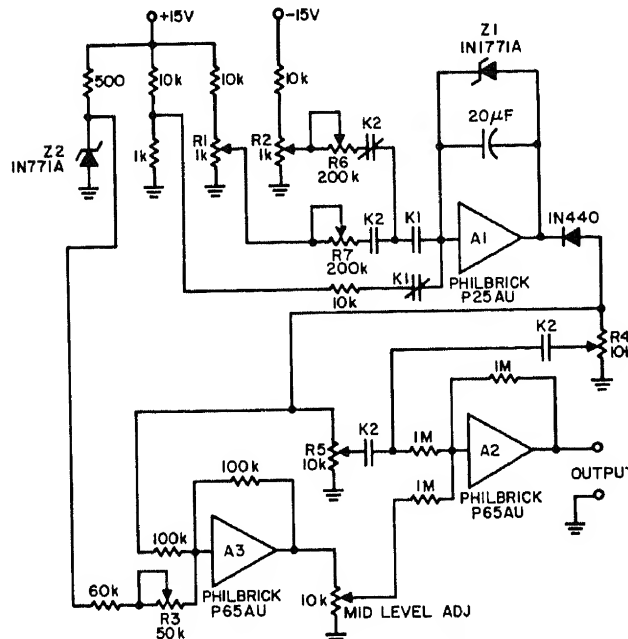 +15V
-15V
Z1
1N1771A
500
10k
10k
10k
20μF
Z2
1N771A
1k
R1
1k
R2
1k
K2
R6
200k
K2
K1
A1
1N440
R7
200k
PHILBRICK
P25AU
K1
10k
K2
R4
10k
1M
R5
10k
K2
1M
A2
OUTPUT
100k
1M
PHILBRICK
P65AU
100k
A3
60k
PHILBRICK
P65AU
10k
MID LEVEL ADJ
R3
50k